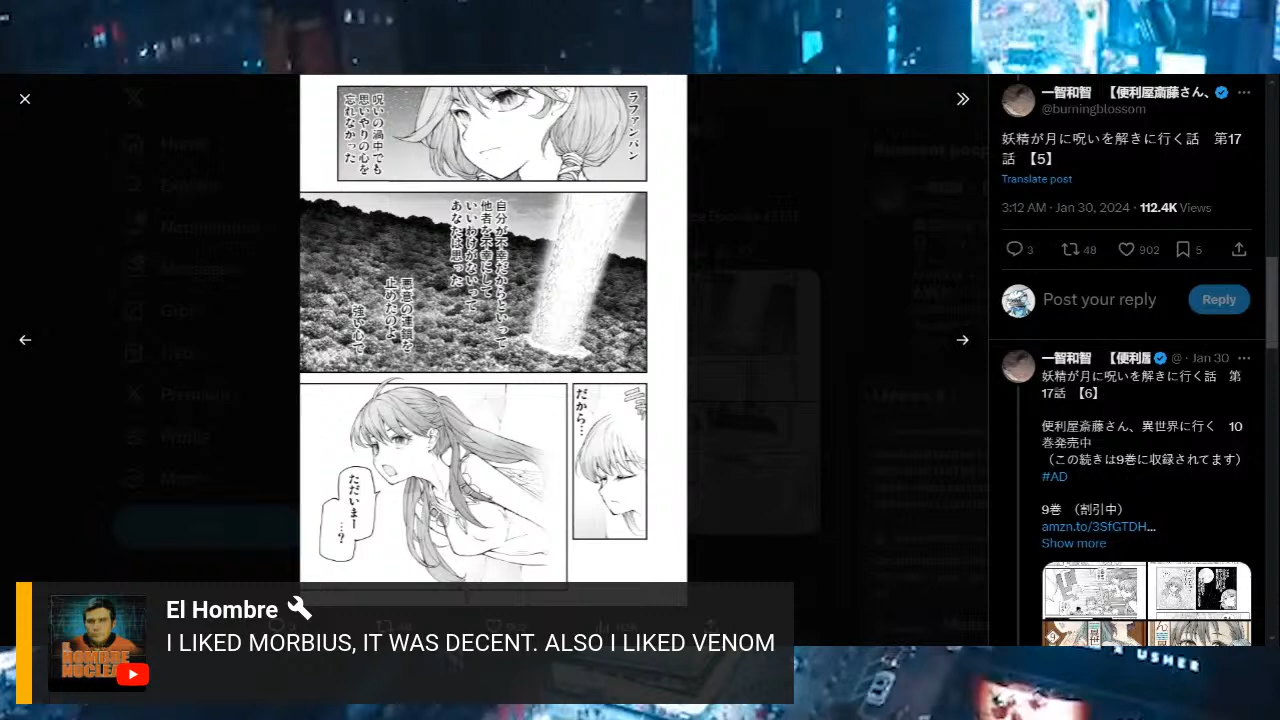 ラファンパン
呪いの渦中でも
思いやりの心を
忘れなかった
自分が不幸だからといって
他者を不幸にして
いいわけがないって
あなたは思った
悪意の連鎖を
止めたのよ
強い心で
だから…
ただいまー
…?
一智和智 【便利屋斎藤さん、
@burningblossom
妖精が月に呪いを解きに行く話 第17
話 【5】
Translate post
3:12 AM · Jan 30, 2024 · 112.4K Views
3
48
902
5
Post your reply
Reply
一智和智 【便利屋 @ · Jan 30
妖精が月に呪いを解きに行く話 第
17話 【6】
便利屋斎藤さん、異世界に行く 10
巻発売中
（この続きは9巻に収録されてます）
#AD
9巻 （割引中）
amzn.to/3SfGTDH…
Show more
El Hombre
I LIKED MORBIUS, IT WAS DECENT. ALSO I LIKED VENOM
USHER